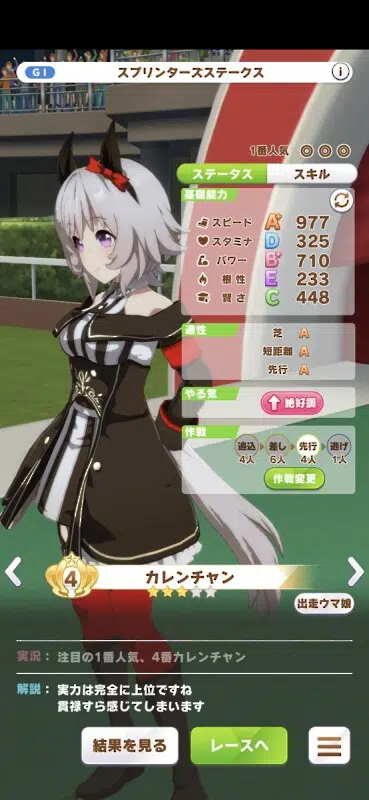 GI スプリンターズステークス i
1番人気 ◎ ◎ ◎
ステータス スキル
基礎能力
スピード A+ 977
スタミナ D 325
パワー B+ 710
根性 E 233
賢さ C 448
適性
芝 A
短距離 A
先行 A
やる気 絶好調
作戦
追込 差し 先行 逃げ
4人 6人 4人 1人
作戦変更
4 カレンチャン
出走ウマ娘
実況： 注目の1番人気、4番カレンチャン
解説： 実力は完全に上位ですね
貫禄すら感じてしまいます
結果を見る レースへ